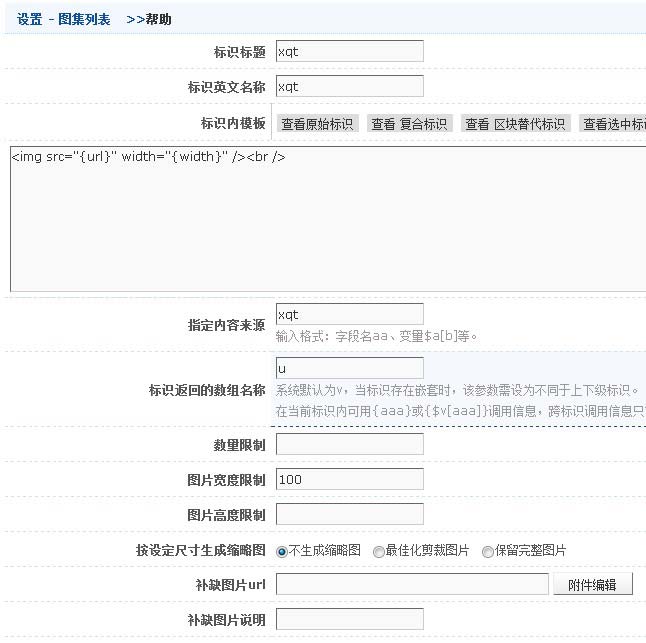 设置 - 图集列表 >>帮助
标识标题 xqt
标识英文名称 xqt
标识内模板 查看原始标识 查看 复合标识 查看 区块替代标识 查看选中标
<img src="{url}" width="{width}" /><br />
指定内容来源 xqt
输入格式：字段名aa、变量$a[b]等。
标识返回的数组名称 u
系统默认为v，当标识存在嵌套时，该参数需设为不同于上下级标识。
在当前标识内可用{aaa}或{$v[aaa]}调用信息，跨标识调用信息只
数量限制
图片宽度限制 100
图片高度限制
按设定尺寸生成缩略图 不生成缩略图 最佳化剪裁图片 保留完整图片
补缺图片url 附件编辑
补缺图片说明